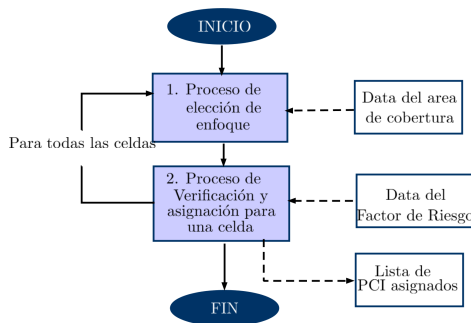 INICIO
1. Proceso de
elección de
enfoque
Data del area
de cobertura
Para todas las celdas
2. Proceso de
Verificación y
asignación para
una celda
Data del
Factor de Riesgo
Lista de
PCI asignados
FIN